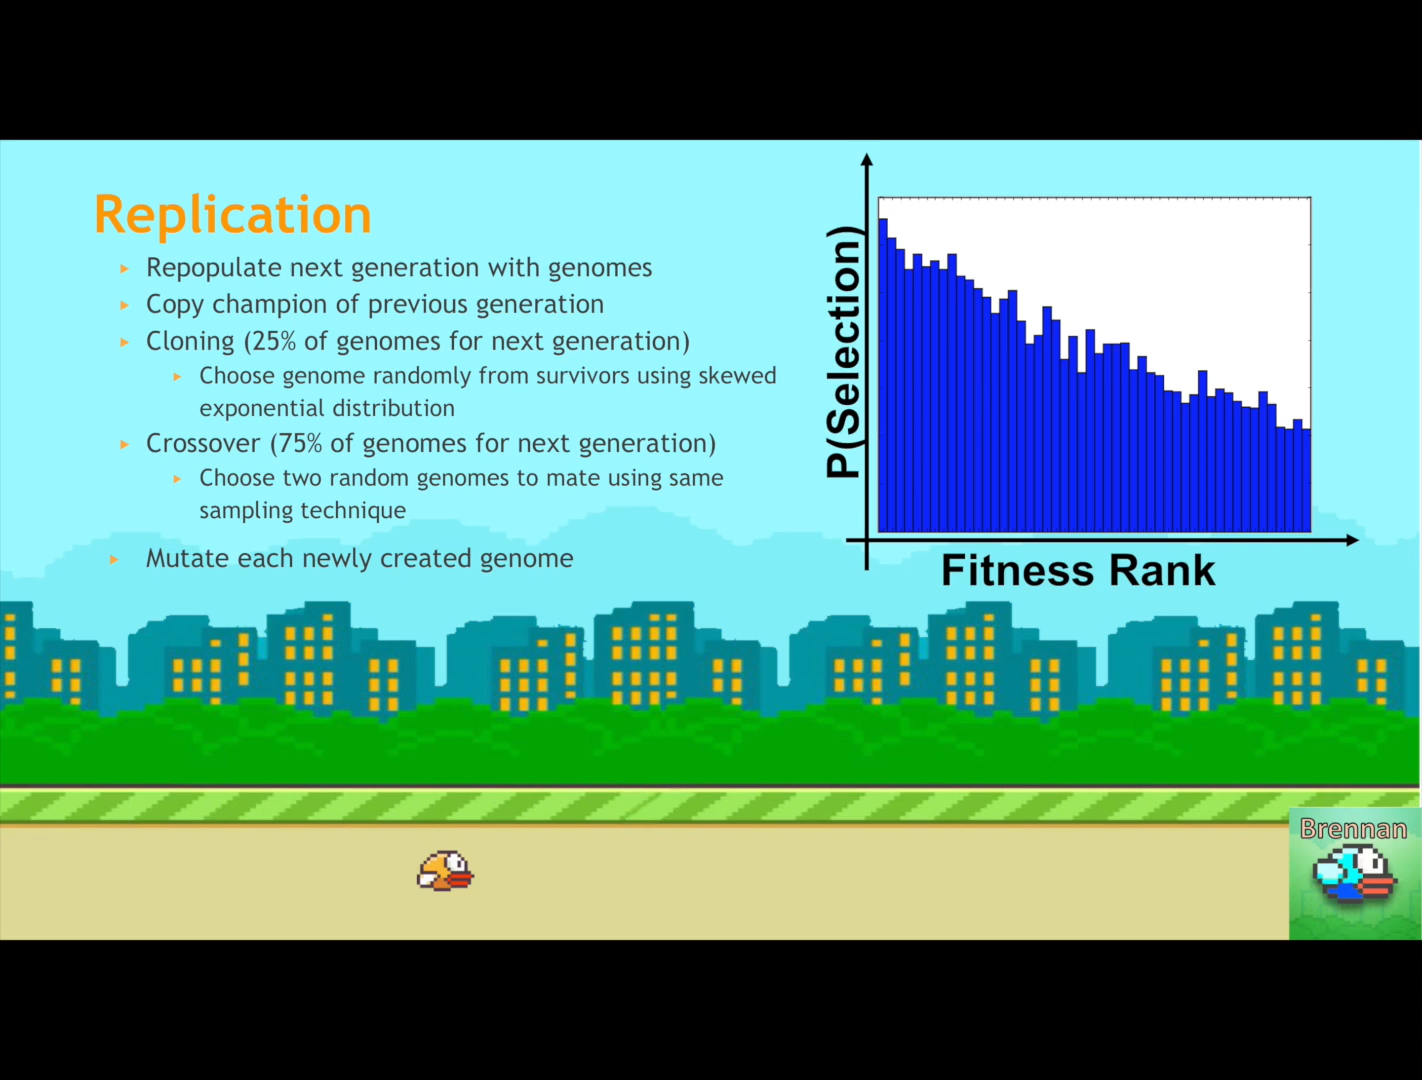 Replication
Repopulate next generation with genomes
Copy champion of previous generation
Cloning (25% of genomes for next generation)
Choose genome randomly from survivors using skewed
exponential distribution
Crossover (75% of genomes for next generation)
Choose two random genomes to mate using same
sampling technique
Mutate each newly created genome
P(Selection)
Fitness Rank
Brennan